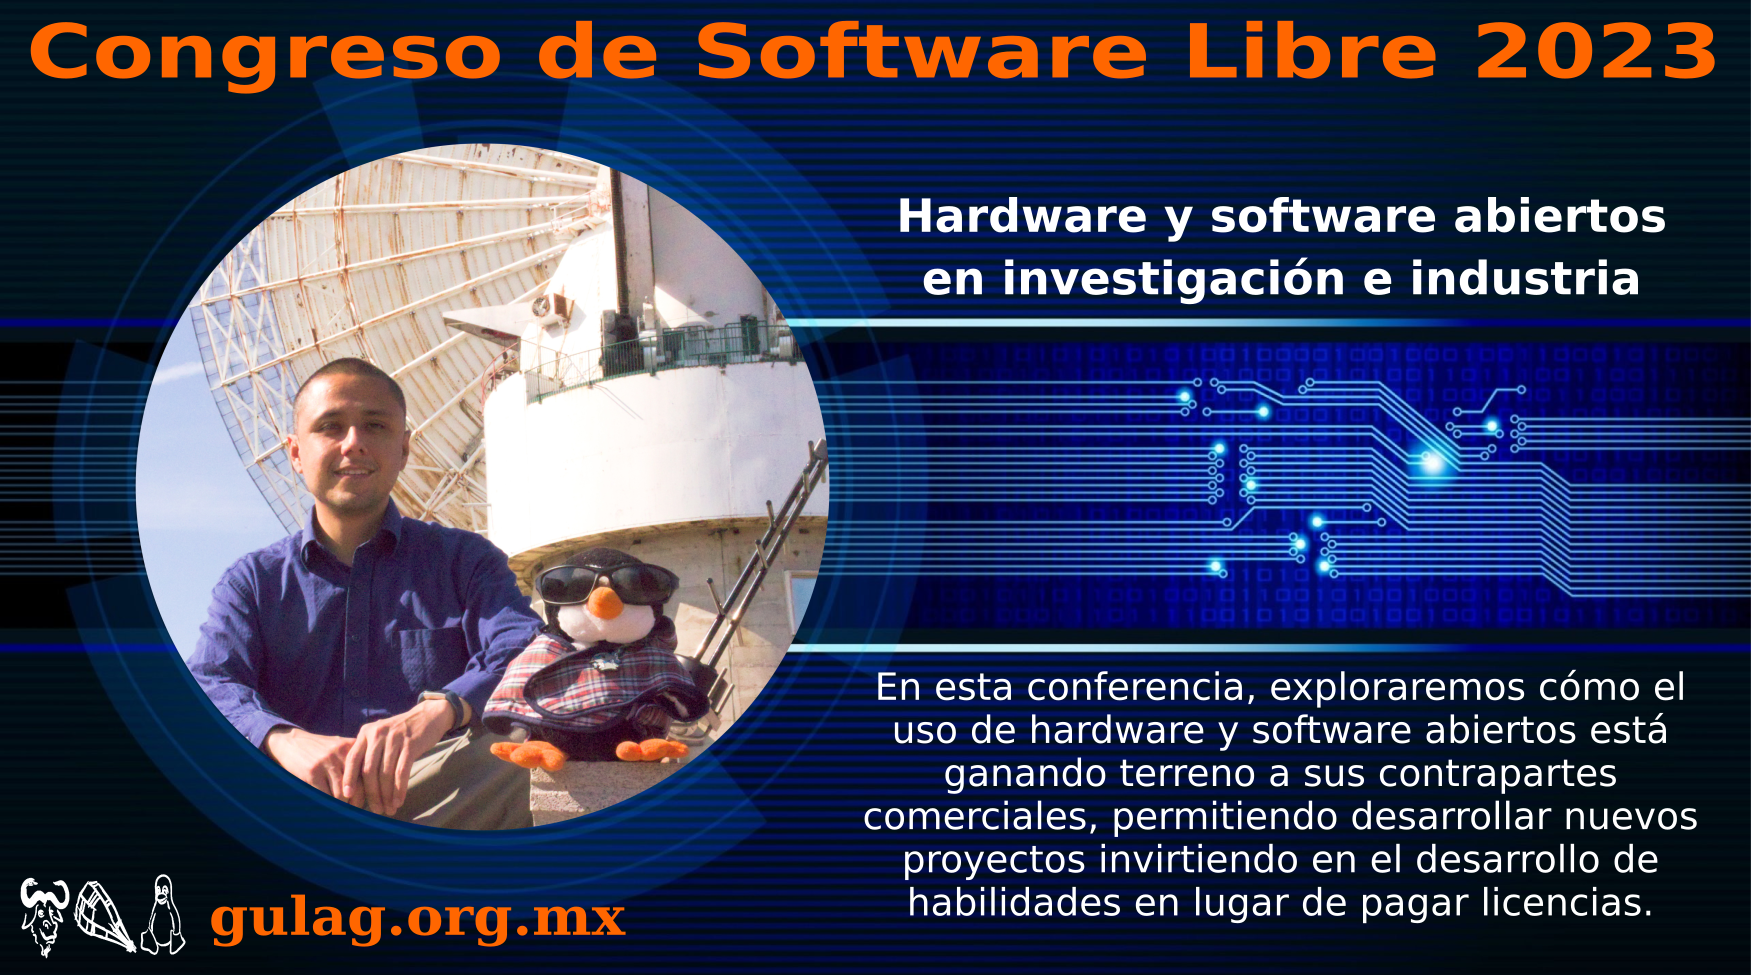 Congreso de Software Libre 2023
Hardware y software abiertos
en investigación e industria
En esta conferencia, exploraremos cómo el
uso de hardware y software abiertos está
ganando terreno a sus contrapartes
comerciales, permitiendo desarrollar nuevos
proyectos invirtiendo en el desarrollo de
habilidades en lugar de pagar licencias.
gulag.org.mx